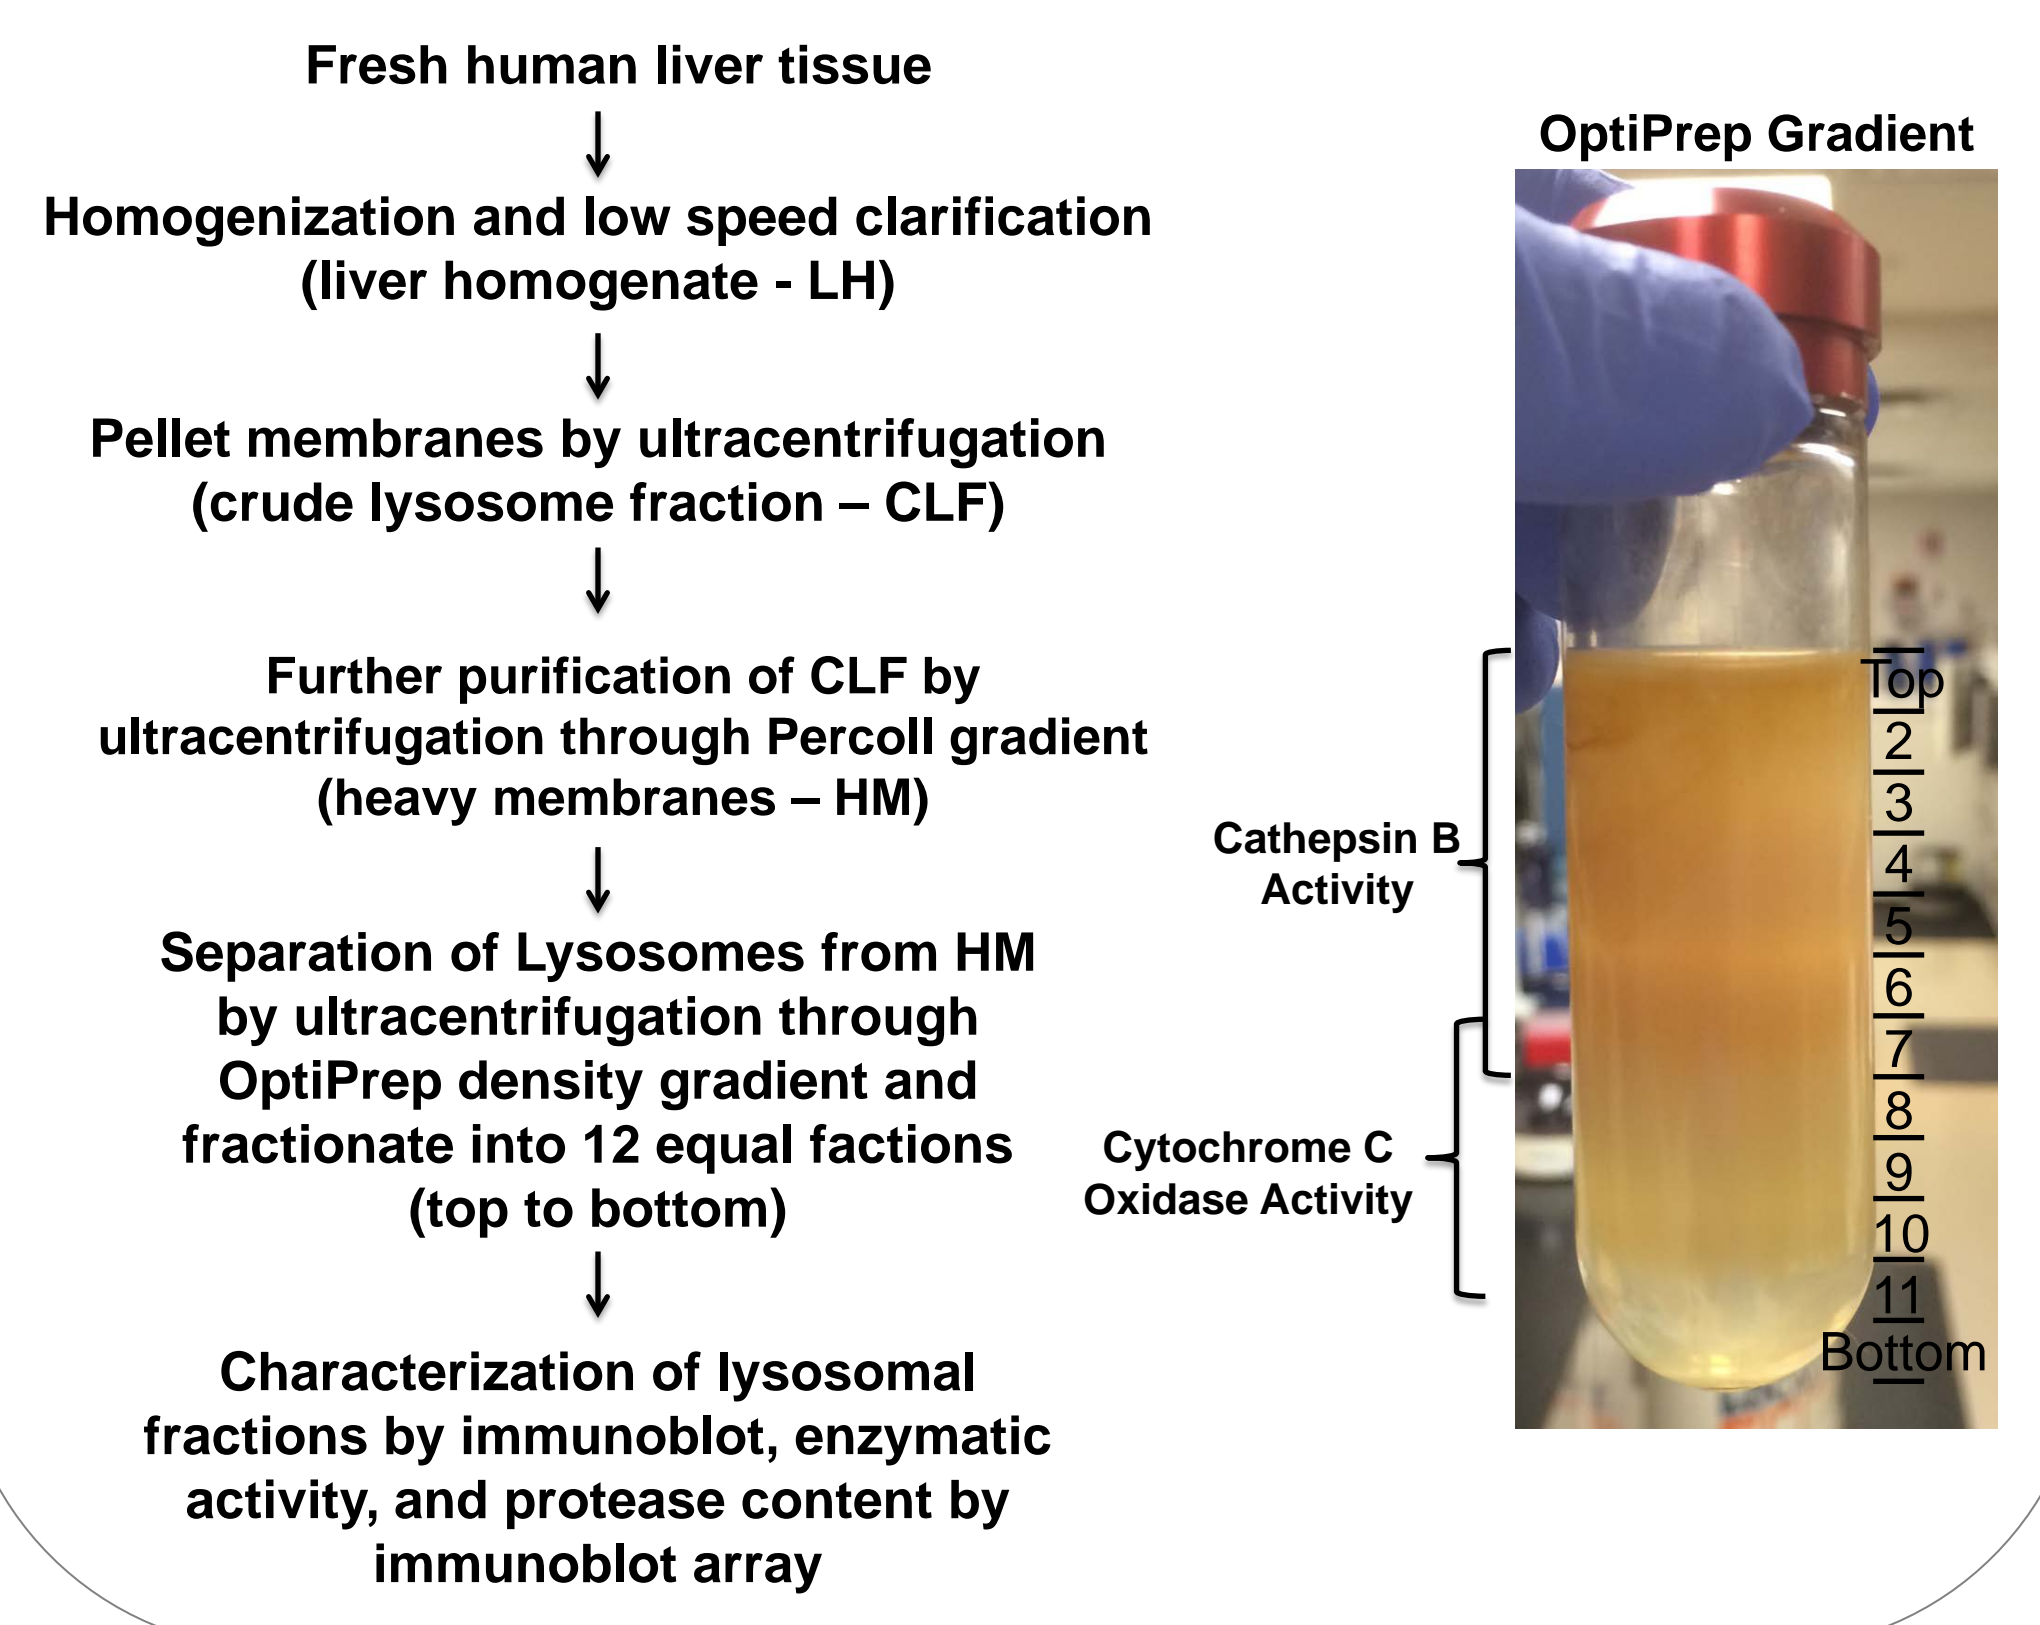 Fresh human liver tissue
Homogenization and low speed clarification
(liver homogenate - LH)
Pellet membranes by ultracentrifugation
(crude lysosome fraction – CLF)
Further purification of CLF by
ultracentrifugation through Percoll gradient
(heavy membranes – HM)
Separation of Lysosomes from HM
by ultracentrifugation through
OptiPrep density gradient and
fractionate into 12 equal factions
(top to bottom)
Characterization of lysosomal
fractions by immunoblot, enzymatic
activity, and protease content by
immunoblot array
OptiPrep Gradient
Cathepsin B
Activity
Cytochrome C
Oxidase Activity
Top
2
3
4
5
6
7
8
9
10
11
Bottom